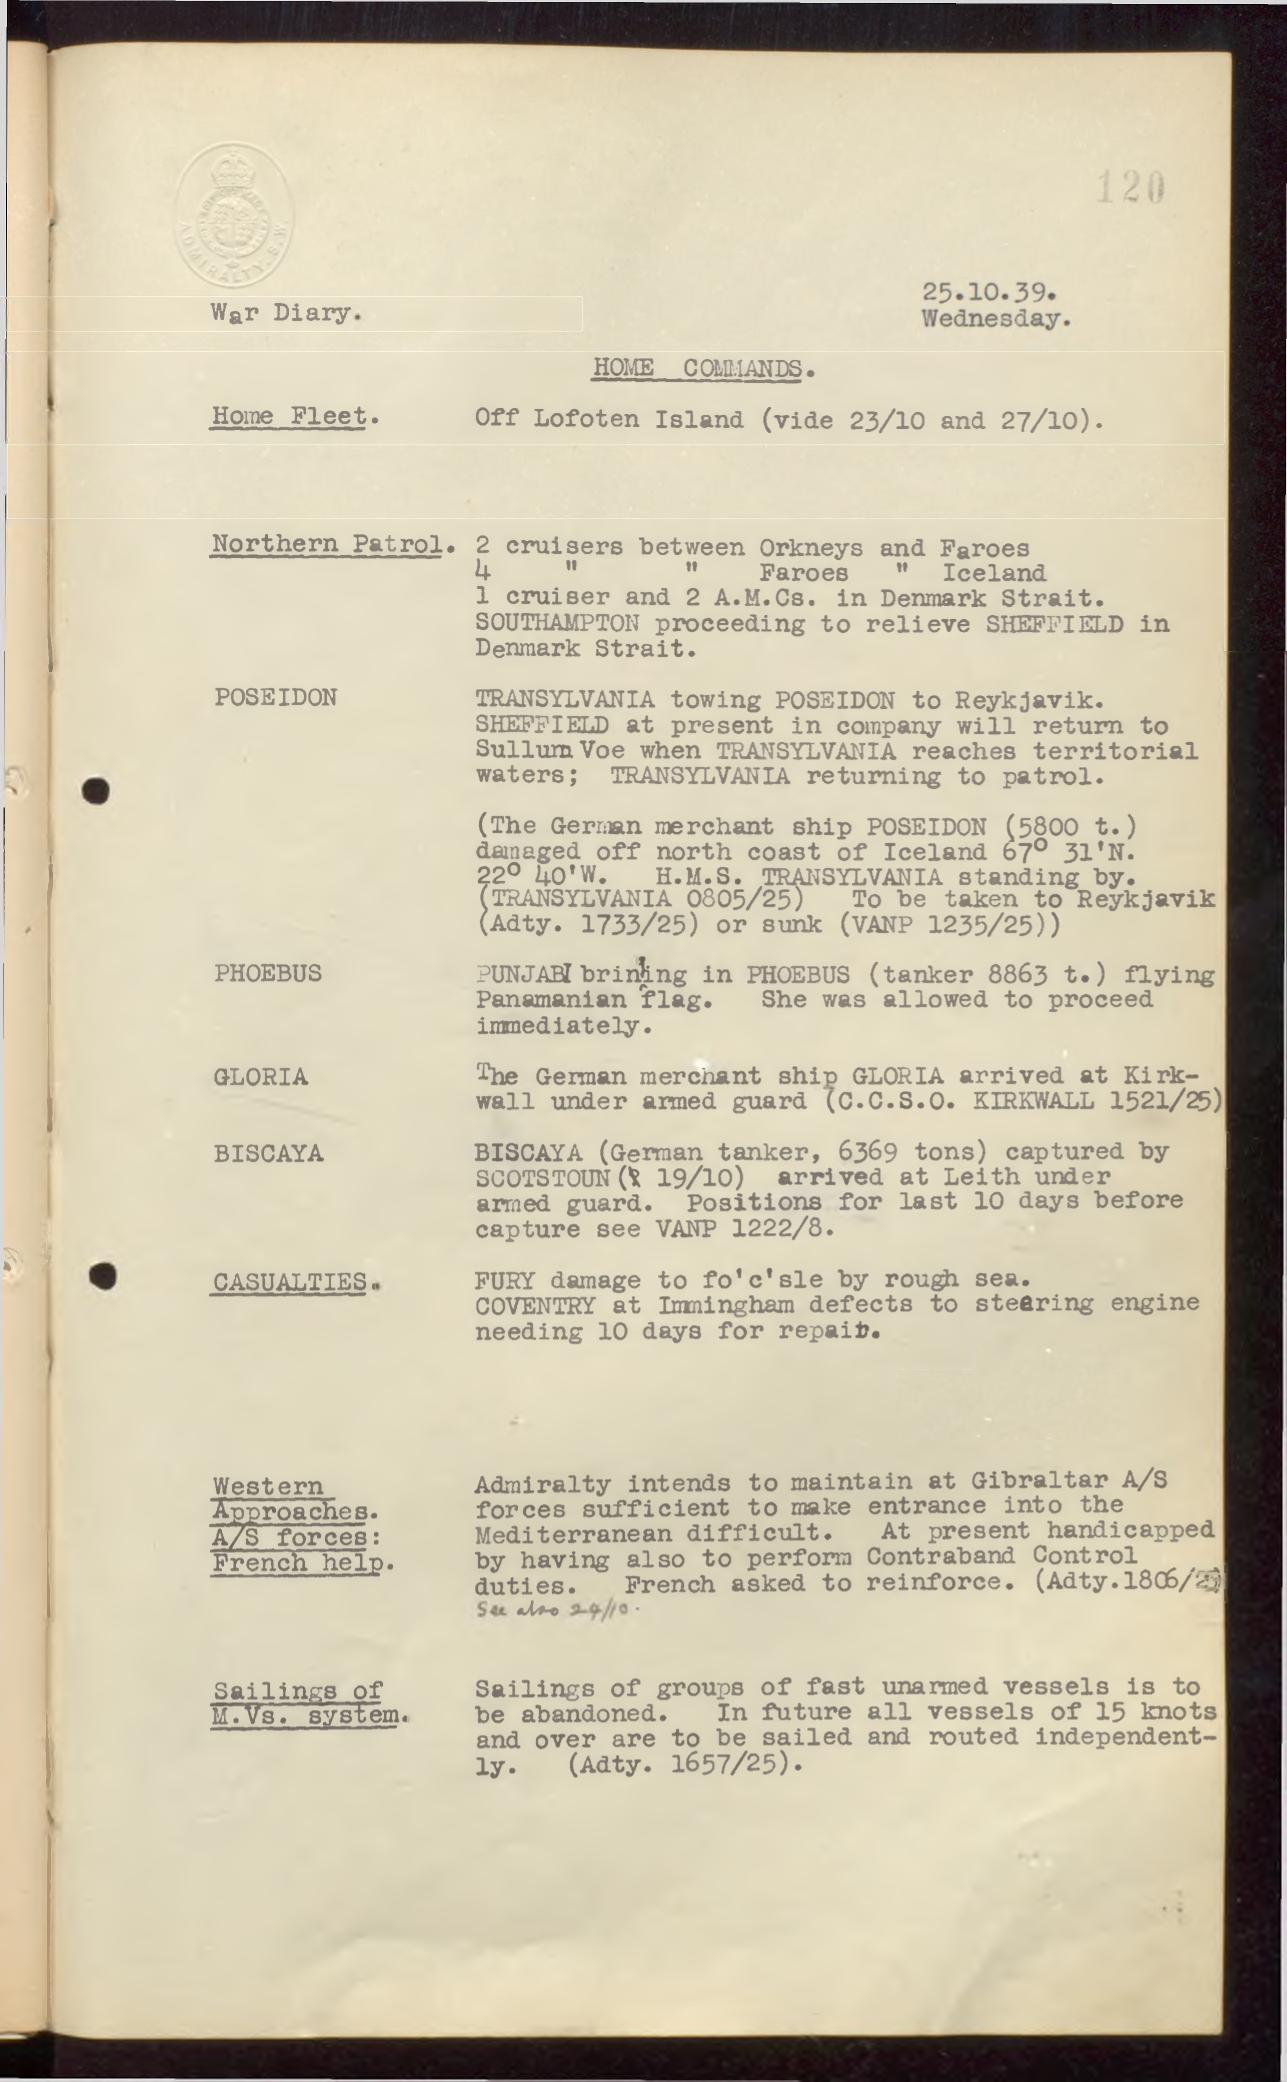 120
ADMIRALTY. S.W.
25.10.39.
War Diary.
Wednesday.
HOME COMMANDS.
Home Fleet. Off Lofoten Island (vide 23/10 and 27/10).
Northern Patrol. 2 cruisers between Orkneys and Faroes
4 " " Faroes " Iceland
1 cruiser and 2 A.M.Cs. in Denmark Strait.
SOUTHAMPTON proceeding to relieve SHEFFIELD in
Denmark Strait.
POSEIDON TRANSYLVANIA towing POSEIDON to Reykjavik.
SHEFFIELD at present in company will return to
Sullum Voe when TRANSYLVANIA reaches territorial
waters; TRANSYLVANIA returning to patrol.
(The German merchant ship POSEIDON (5800 t.)
damaged off north coast of Iceland 67° 31'N.
22° 40'W. H.M.S. TRANSYLVANIA standing by.
(TRANSYLVANIA 0805/25) To be taken to Reykjavik
(Adty. 1733/25) or sunk (VANP 1235/25))
PHOEBUS PUNJABI brining in PHOEBUS (tanker 8863 t.) flying
Panamanian flag. She was allowed to proceed
immediately.
GLORIA The German merchant ship GLORIA arrived at Kirk-
wall under armed guard (C.C.S.O. KIRKWALL 1521/25)
BISCAYA BISCAYA (German tanker, 6369 tons) captured by
SCOTSTOUN ( 19/10) arrived at Leith under
armed guard. Positions for last 10 days before
capture see VANP 1222/8.
CASUALTIES. FURY damage to fo'c'sle by rough sea.
COVENTRY at Immingham defects to steering engine
needing 10 days for repair.
Western Admiralty intends to maintain at Gibraltar A/S
Approaches. forces sufficient to make entrance into the
A/S forces: Mediterranean difficult. At present handicapped
French help. by having also to perform Contraband Control
duties. French asked to reinforce. (Adty.1806/25)
See also
Sailings of Sailings of groups of fast unarmed vessels is to
M.Vs. system. be abandoned. In future all vessels of 15 knots
and over are to be sailed and routed independent-
ly. (Adty. 1657/25).